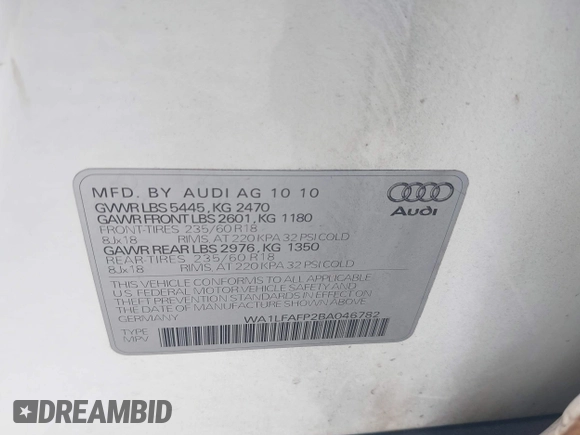 MFD. BY AUDI AG 10 10
GVWR LBS 5445, KG 2470
GAWR FRONT LBS 2601, KG 1180
FRONT-TIRES 235/60 R18
8Jx18 RIMS, AT 220 KPA 32 PSI COLD
GAWR REAR LBS 2976, KG 1350
REAR-TIRES 235/60 R18
8Jx18 RIMS, AT 220 KPA 32 PSI COLD
Audi
THIS VEHICLE CONFORMS TO ALL APPLICABLE
U.S. FEDERAL MOTOR VEHICLE SAFETY AND
THEFT PREVENTION STANDARDS IN EFFECT ON
THE DATE OF MANUFACTURE SHOWN ABOVE.
GERMANY WA1LFAFP2BA046782
TYPE
MPV
DREAMBID